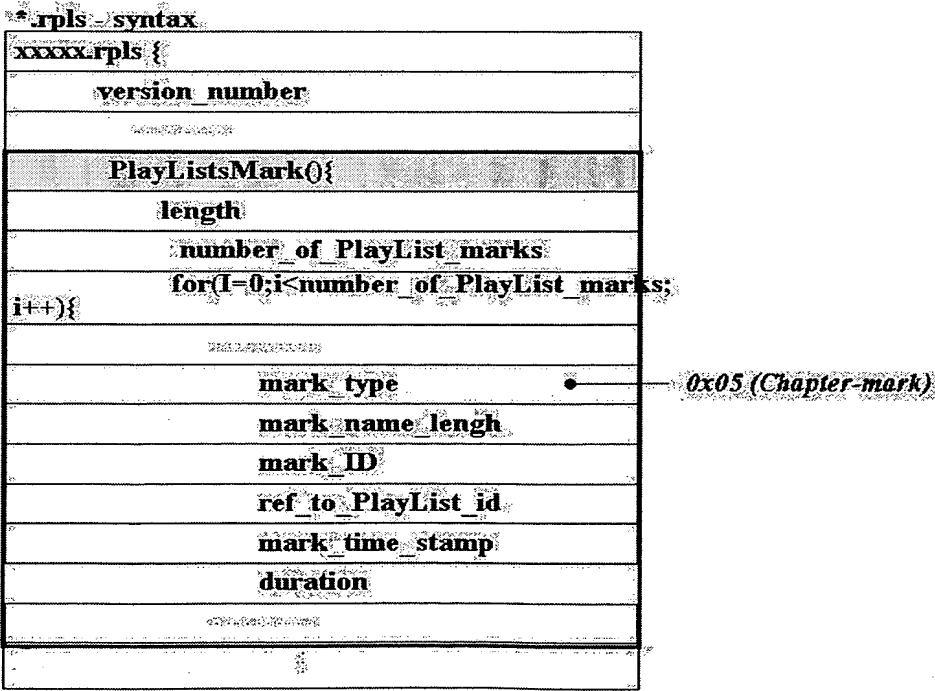 *.rpls - syntax
xxxxx.rpls {
version_number
PlayListsMark(){
length
number_of_PlayList_marks
for(I=0;i<number_of_PlayList_marks;
i++){
mark_type
0x05 (Chapter-mark)
mark_name_lengh
mark_ID
ref_to_PlayList_id
mark_time_stamp
duration